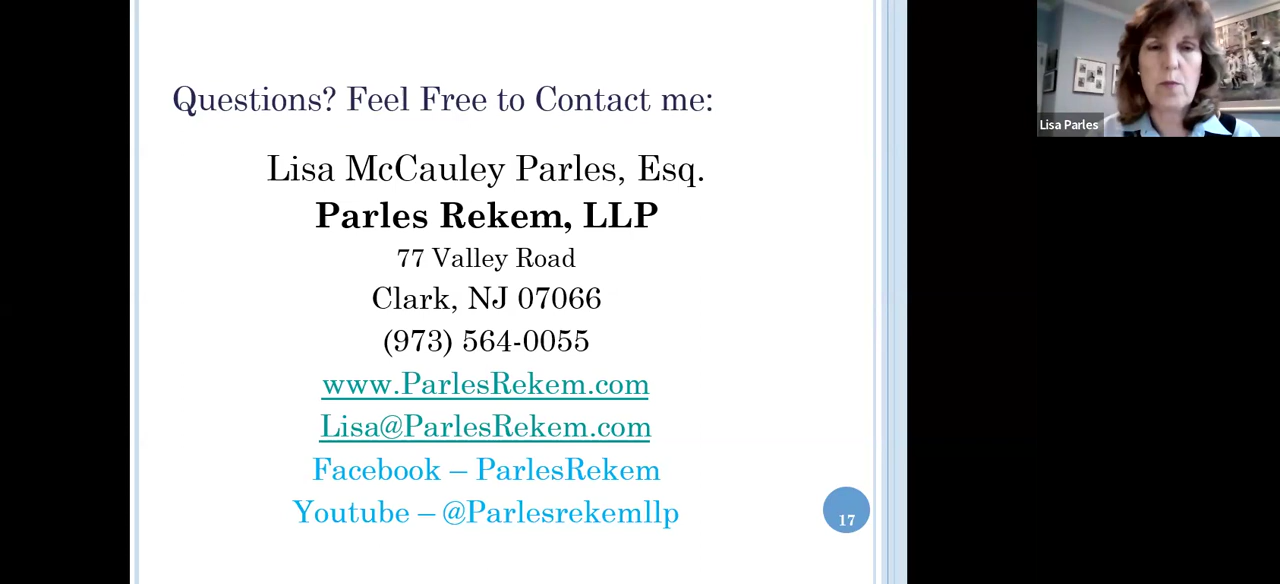 Questions? Feel Free to Contact me:
Lisa McCauley Parles, Esq.
Parles Rekem, LLP
77 Valley Road
Clark, NJ 07066
(973) 564-0055
www.ParlesRekem.com
Lisa@ParlesRekem.com
Facebook – ParlesRekem
Youtube – @Parlesrekemllp
17
Lisa Parles